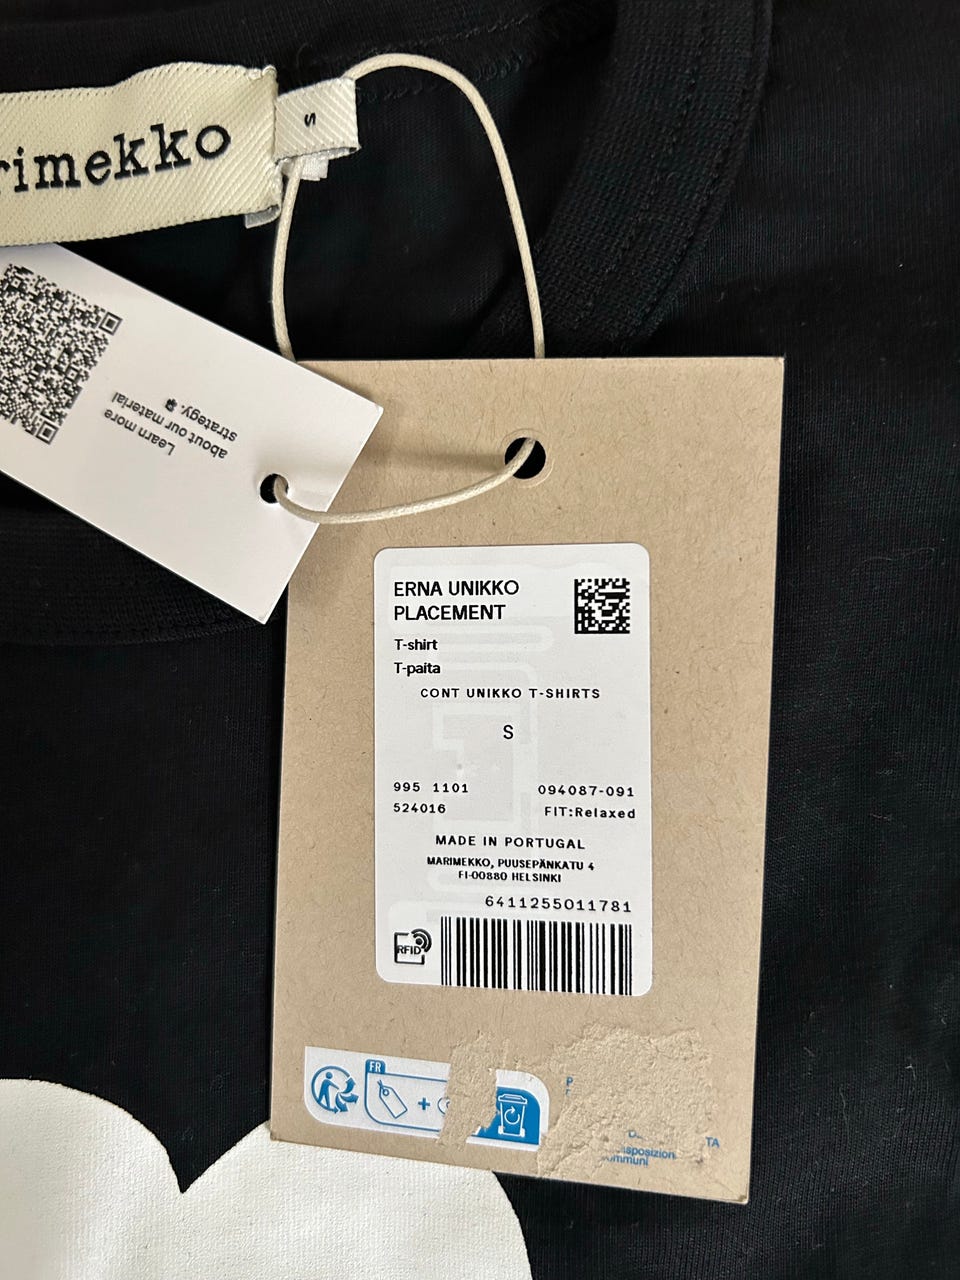 rimekko
S
Learn more
about our material
strategy.
ERNA UNIKKO
PLACEMENT
T-shirt
T-paita
CONT UNIKKO T-SHIRTS
S
995 1101 094087-091
524016 FIT:Relaxed
MADE IN PORTUGAL
MARIMEKKO, PUUSEPÄNKATU 4
FI-00880 HELSINKI
6411255011781
RFID
FR
+